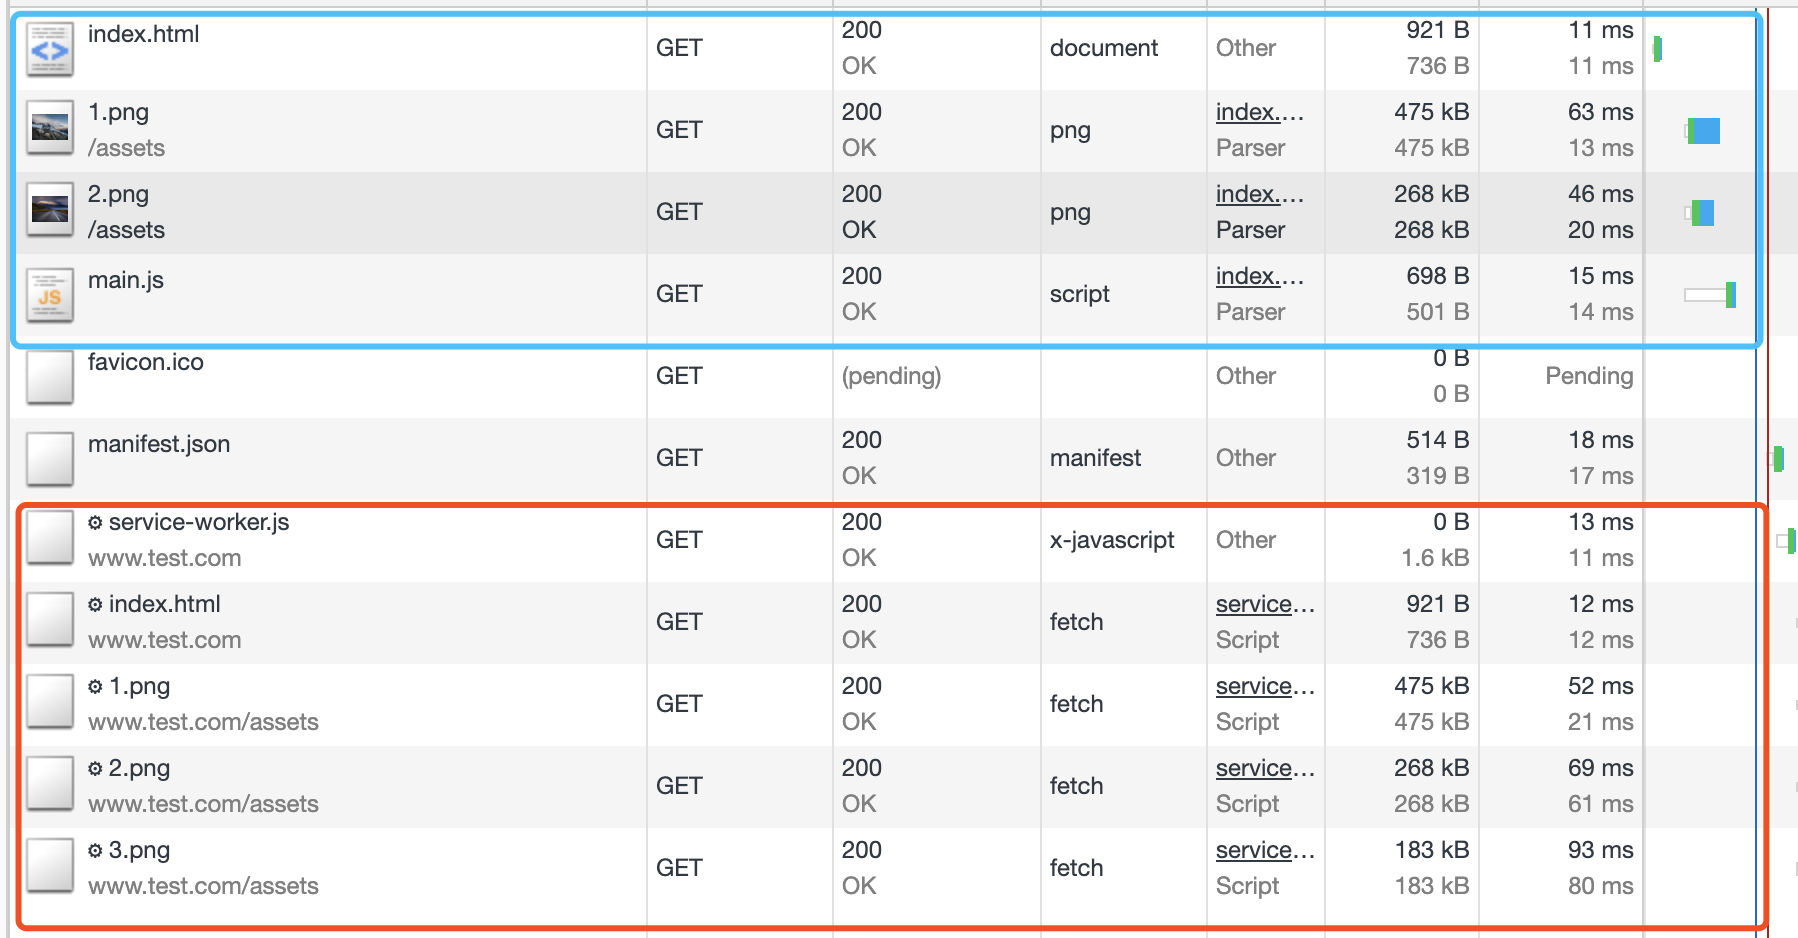 index.html GET 200 document Other 921 B 11 ms
OK 736 B 11 ms
1.png GET 200 png index.… 475 kB 63 ms
/assets OK Parser 475 kB 13 ms
2.png GET 200 png index.… 268 kB 46 ms
/assets OK Parser 268 kB 20 ms
main.js GET 200 script index.… 698 B 15 ms
JS OK Parser 501 B 14 ms
favicon.ico GET (pending) Other 0 B Pending
0 B
manifest.json GET 200 manifest Other 514 B 18 ms
OK 319 B 17 ms
service-worker.js GET 200 x-javascript Other 0 B 13 ms
www.test.com OK 1.6 kB 11 ms
index.html GET 200 fetch service… 921 B 12 ms
www.test.com OK Script 736 B 12 ms
1.png GET 200 fetch service… 475 kB 52 ms
www.test.com/assets OK Script 475 kB 21 ms
2.png GET 200 fetch service… 268 kB 69 ms
www.test.com/assets OK Script 268 kB 61 ms
3.png GET 200 fetch service… 183 kB 93 ms
www.test.com/assets OK Script 183 kB 80 ms